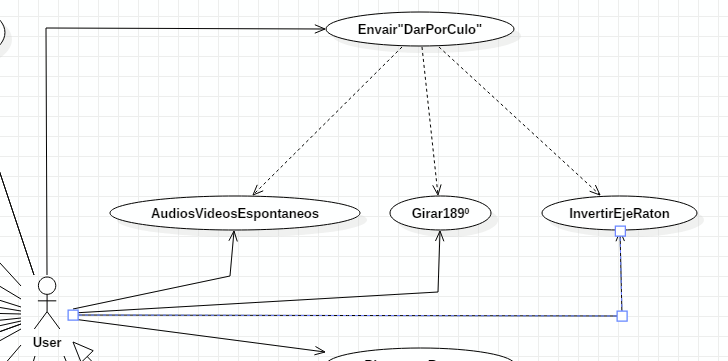 Envair"DarPorCulo"
AudiosVideosEspontaneos
Girar189º
InvertirEjeRaton
User